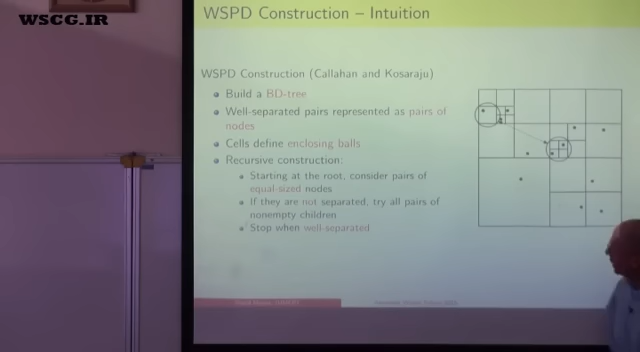 WSCG.IR
WSPD Construction – Intuition
WSPD Construction (Callahan and Kosaraju)
Build a BD-tree
Well-separated pairs represented as pairs of
nodes
Cells define enclosing balls
Recursive construction:
Starting at the root, consider pairs of
equal-sized nodes
If they are not separated, try all pairs of
nonempty children
Stop when well-separated